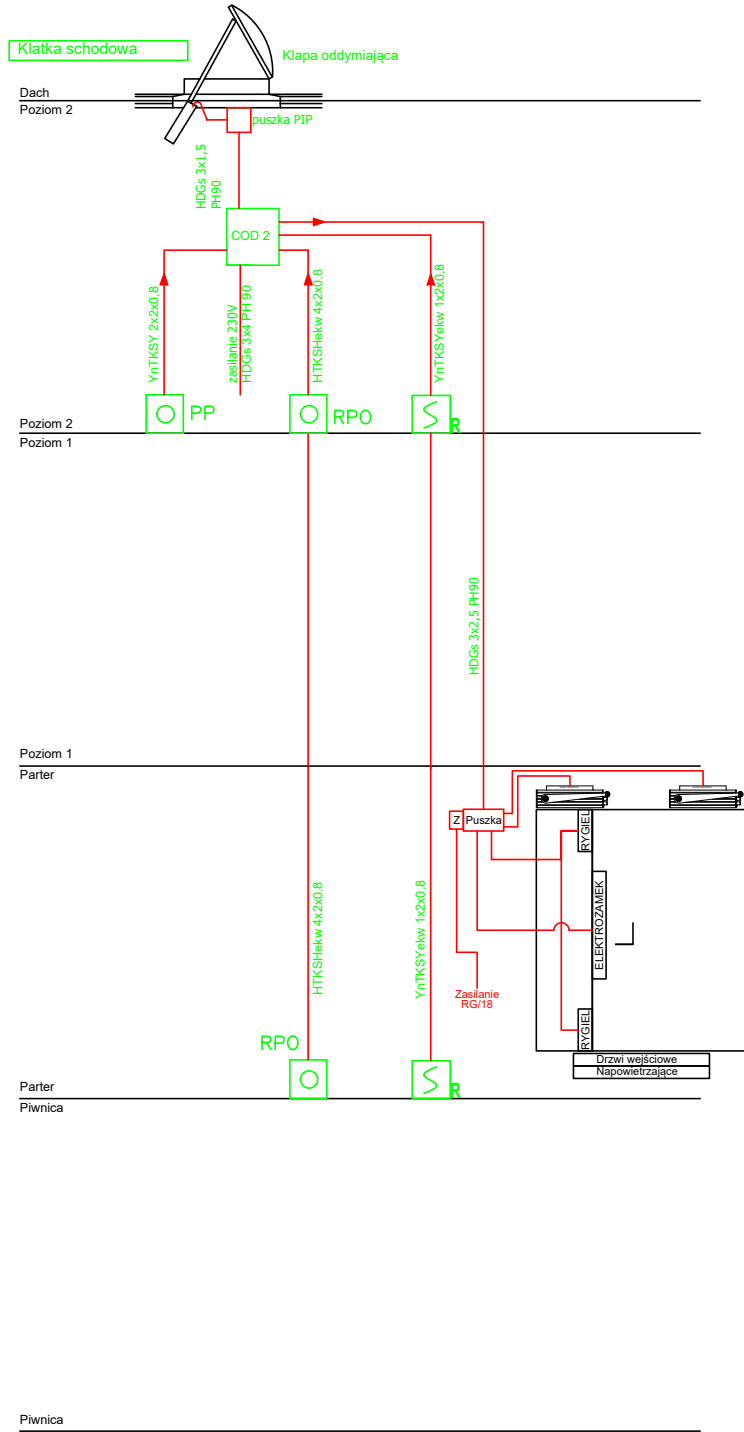 Klatka schodowa
Klapa oddymiająca
Dach
Poziom 2
puszka PIP
HDGs 3x1,5
PH90
COD 2
YnTKSY 2x2x0,8
zasilanie 230V
HDGs 3x4 PH 90
HTKSHekw 4x2x0.8
YnTKSYekw 1x2x0,8
PP
RPO
R
Poziom 2
Poziom 1
HDGs 3x2,5 PH90
Poziom 1
Parter
Z
Puszka
RYGIEL
ELEKTROZAMEK
RYGIEL
HTKSHekw 4x2x0.8
YnTKSYekw 1x2x0,8
Zasilanie
RG/18
RPO
R
Drzwi wejściowe
Napowietrzające
Parter
Piwnica
Piwnica